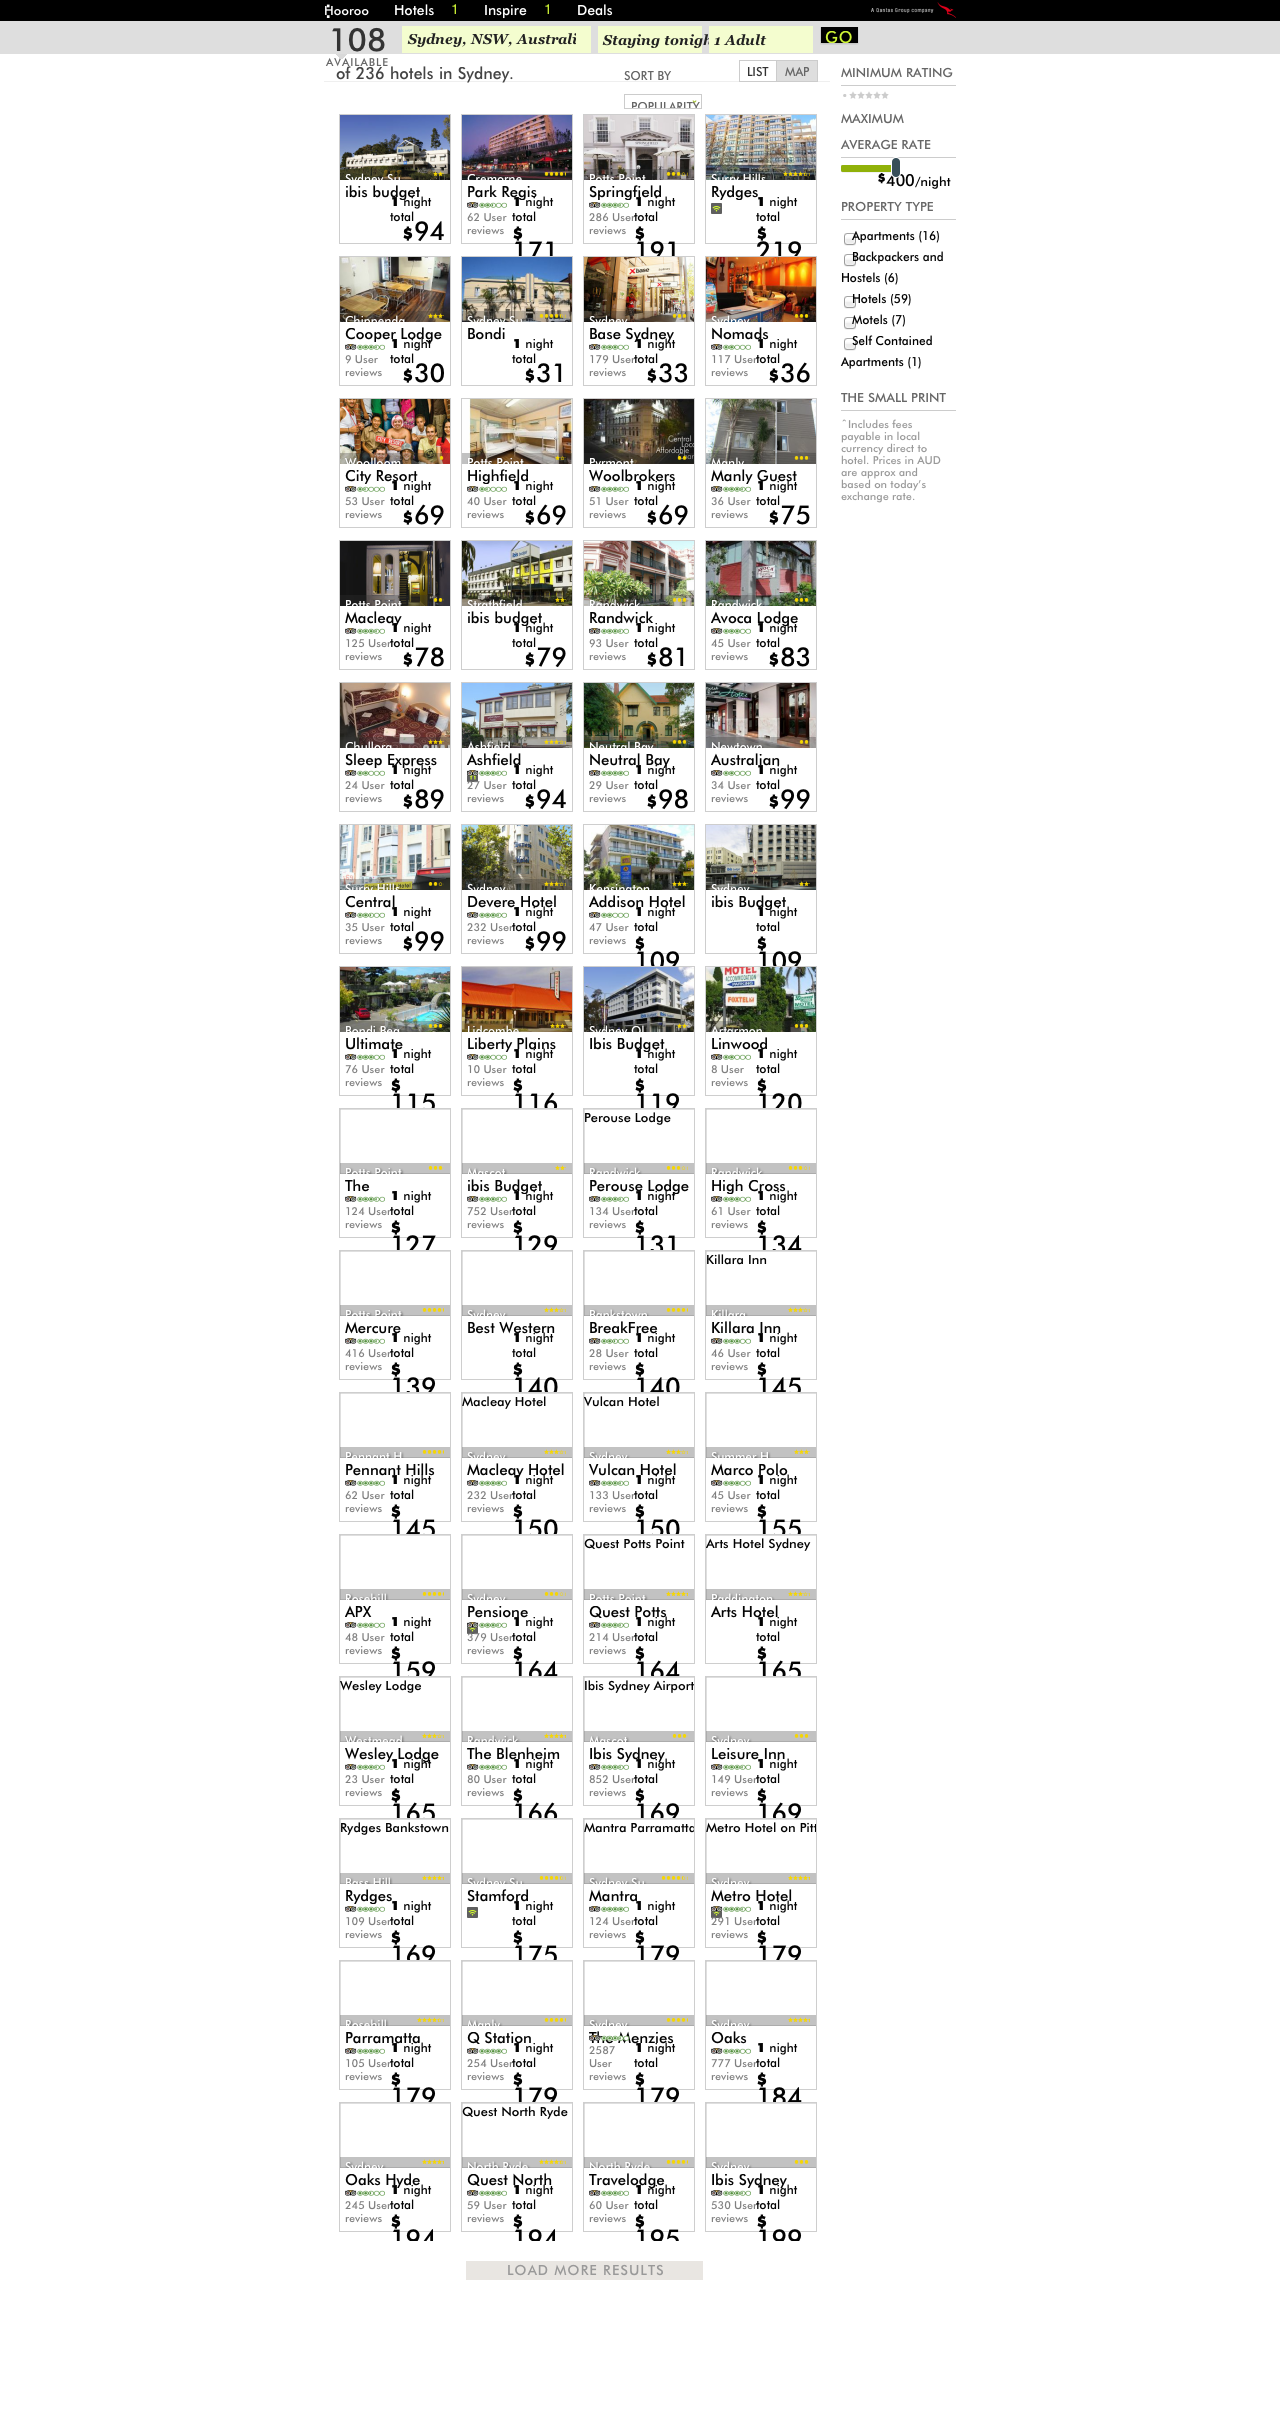 Hooroo Hotels 1 Inspire 1 Deals A Qantas Group company
108 Sydney, NSW, Australi Staying tonigh 1 Adult GO
AVAILABLE
of 236 hotels in Sydney.
SORT BY
LIST MAP
POPULARITY
MINIMUM RATING
MAXIMUM
AVERAGE RATE
$400/night
PROPERTY TYPE
Apartments (16)
Backpackers and
Hostels (6)
Hotels (59)
Motels (7)
Self Contained
Apartments (1)
THE SMALL PRINT
^Includes fees
payable in local
currency direct to
hotel. Prices in AUD
are approx and
based on today's
exchange rate.
Sydney Su Cremorne Potts Point Surry Hills
ibis budget Park Regis Springfield Rydges
1 night 1 night 1 night 1 night
62 User total 286 User total total total
reviews reviews
$94 $171 $191 $219
Chippenda Sydney Su Sydney Sydney
Cooper Lodge Bondi Base Sydney Nomads
1 night 1 night 1 night 1 night
9 User total total 179 User total 117 User total
reviews $30 $31 reviews $33 reviews $36
Woolloom Potts Point Pyrmont Manly
City Resort Highfield Woolbrokers Manly Guest
1 night 1 night 1 night 1 night
53 User total 40 User total 51 User total 36 User total
reviews $69 reviews $69 reviews $69 reviews $75
Potts Point Strathfield Randwick Randwick
Macleay ibis budget Randwick Avoca Lodge
1 night 1 night 1 night 1 night
125 User total total 93 User total 45 User total
reviews $78 $79 reviews $81 reviews $83
Chullora Ashfield Neutral Bay Newtown
Sleep Express Ashfield Neutral Bay Australian
1 night 1 night 1 night 1 night
24 User total 27 User total 29 User total 34 User total
reviews $89 reviews $94 reviews $98 reviews $99
Surry Hills Sydney Kensington Sydney
Central Devere Hotel Addison Hotel ibis Budget
1 night 1 night 1 night 1 night
35 User total 232 User total 47 User total total
reviews $99 reviews $99 reviews $109 $109
MOTEL
FOXTEL
Bondi Bea Lidcombe Sydney Ol Artarmon
Ultimate Liberty Plains Ibis Budget Linwood
1 night 1 night 1 night 1 night
76 User total 10 User total total 8 User total
reviews $115 reviews $116 $119 reviews $120
Perouse Lodge
Potts Point Mascot Randwick Randwick
The ibis Budget Perouse Lodge High Cross
1 night 1 night 1 night 1 night
124 User total 752 User total 134 User total 61 User total
reviews $127 reviews $129 reviews $131 reviews $134
Killara Inn
Potts Point Sydney Bankstown Killara
Mercure Best Western BreakFree Killara Inn
1 night 1 night 1 night 1 night
416 User total total 28 User total 46 User total
reviews $139 $140 reviews $140 reviews $145
Macleay Hotel Vulcan Hotel
Pennant H Sydney Sydney Summer H
Pennant Hills Macleay Hotel Vulcan Hotel Marco Polo
1 night 1 night 1 night 1 night
62 User total 232 User total 133 User total 45 User total
reviews $145 reviews $150 reviews $150 reviews $155
Quest Potts Point Arts Hotel Sydney
Rosehill Sydney Potts Point Paddington
APX Pensione Quest Potts Arts Hotel
1 night 1 night 1 night 1 night
48 User total 379 User total 214 User total total
reviews $159 reviews $164 reviews $164 $165
Wesley Lodge Ibis Sydney Airport
Westmead Randwick Mascot Sydney
Wesley Lodge The Blenheim Ibis Sydney Leisure Inn
1 night 1 night 1 night 1 night
23 User total 80 User total 852 User total 149 User total
reviews $165 reviews $166 reviews $169 reviews $169
Rydges Bankstown Mantra Parramatta Metro Hotel on Pitt
Bass Hill Sydney Su Sydney Su Sydney
Rydges Stamford Mantra Metro Hotel
1 night 1 night 1 night 1 night
109 User total total 124 User total 291 User total
reviews $169 $175 reviews $179 reviews $179
Rosehill Manly Sydney Sydney
Parramatta Q Station The Menzies Oaks
1 night 1 night 1 night 1 night
105 User total 254 User total 2587 User total 777 User total
reviews $179 reviews $179 reviews $179 reviews $184
Quest North Ryde
Sydney North Ryde North Ryde Sydney
Oaks Hyde Quest North Travelodge Ibis Sydney
1 night 1 night 1 night 1 night
245 User total 59 User total 60 User total 530 User total
reviews $194 reviews $194 reviews $195 reviews $199
LOAD MORE RESULTS